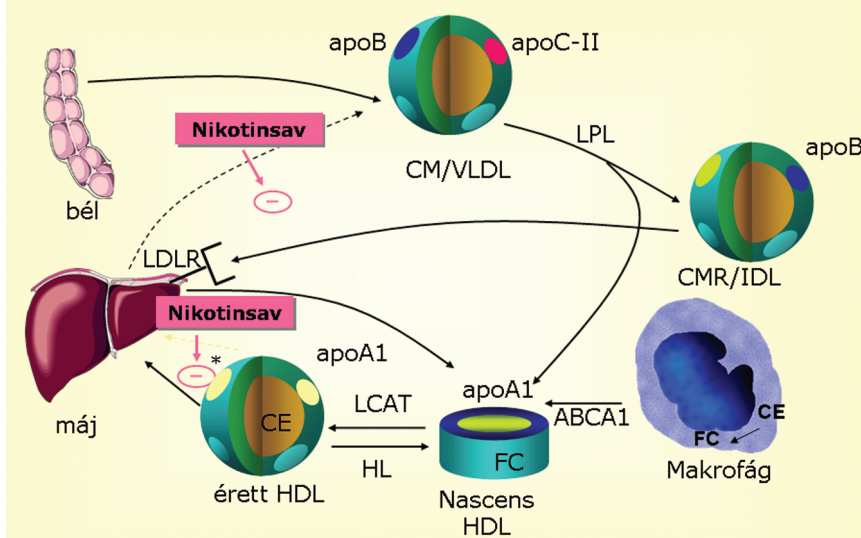 apoB
apoC-II
Nikotinsav
LPL
apoB
CM/VLDL
bél
LDLR
CMR/IDL
Nikotinsav
*
apoA1
apoA1
máj
CE
LCAT
ABCA1
CE
FC
HL
FC
Makrofág
érett HDL
Nascens
HDL